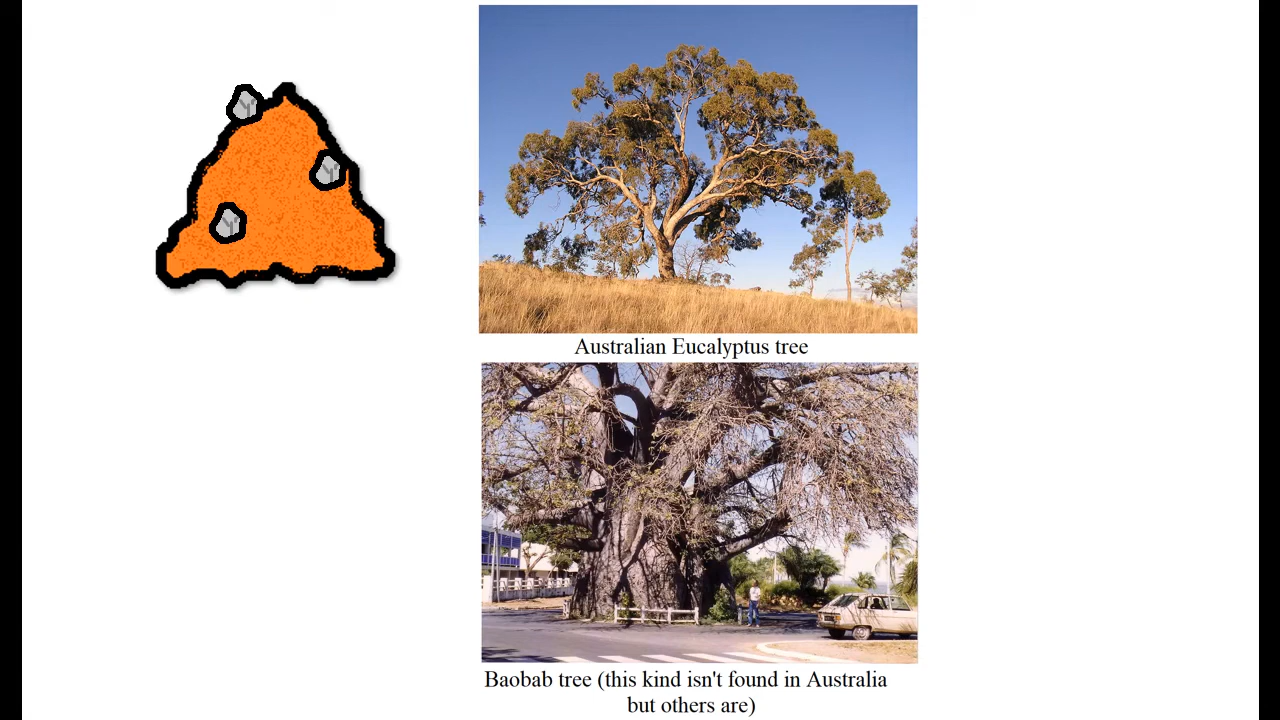 Australian Eucalyptus tree
Baobab tree (this kind isn't found in Australia
but others are)